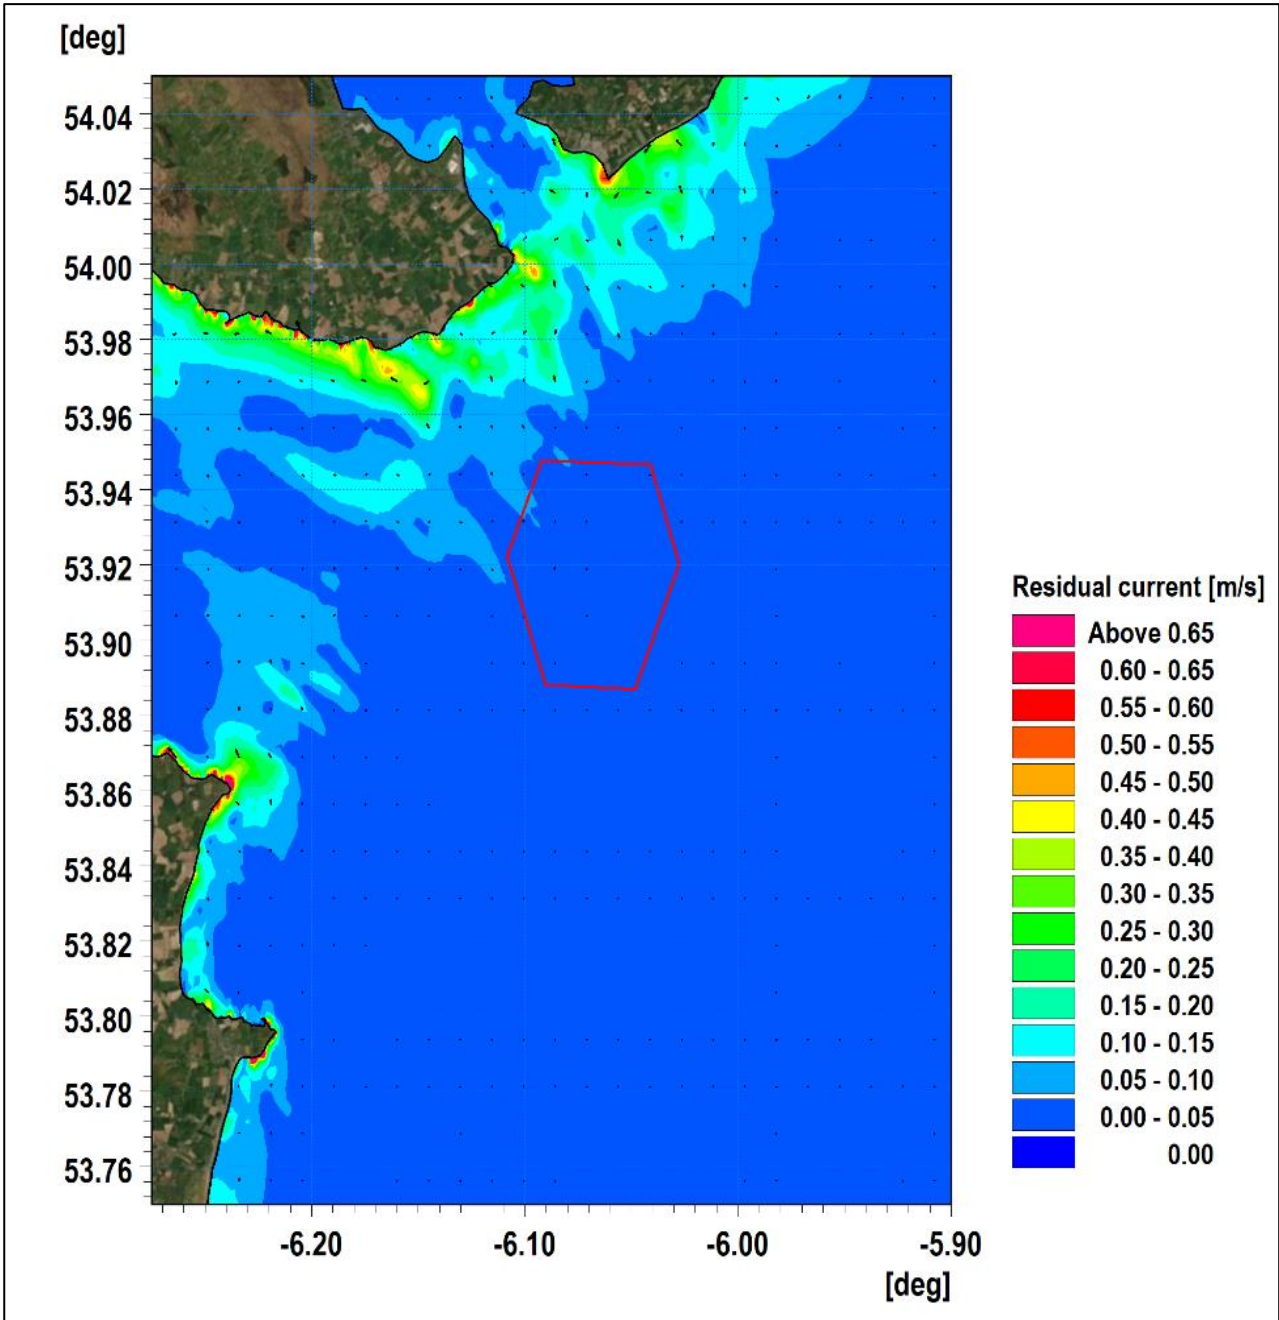 [deg]
54.04
54.02
54.00
53.98
53.96
53.94
53.92
53.90
53.88
53.86
53.84
53.82
53.80
53.78
53.76
-6.20
-6.10
-6.00
-5.90
[deg]
Residual current [m/s]
Above 0.65
0.60 - 0.65
0.55 - 0.60
0.50 - 0.55
0.45 - 0.50
0.40 - 0.45
0.35 - 0.40
0.30 - 0.35
0.25 - 0.30
0.20 - 0.25
0.15 - 0.20
0.10 - 0.15
0.05 - 0.10
0.00 - 0.05
0.00